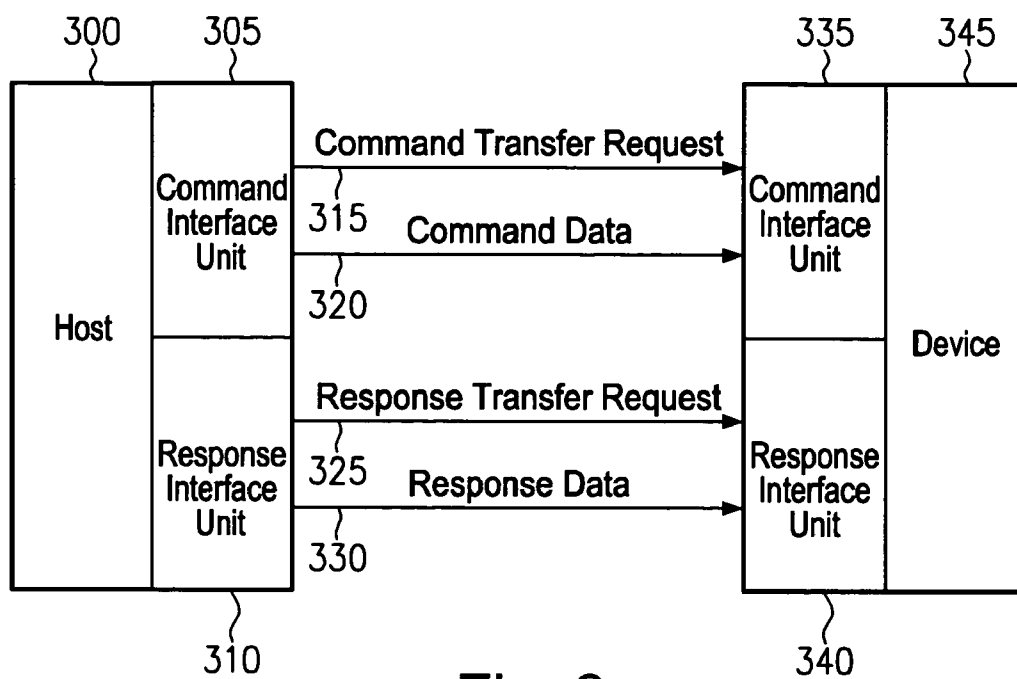 300 305 335 345
Command Transfer Request
Command
Interface
Unit
315
Command Data
320
Command
Interface
Unit
Host
Device
Response Transfer Request
Response
Interface
Unit
325
Response Data
330
Response
Interface
Unit
310
340